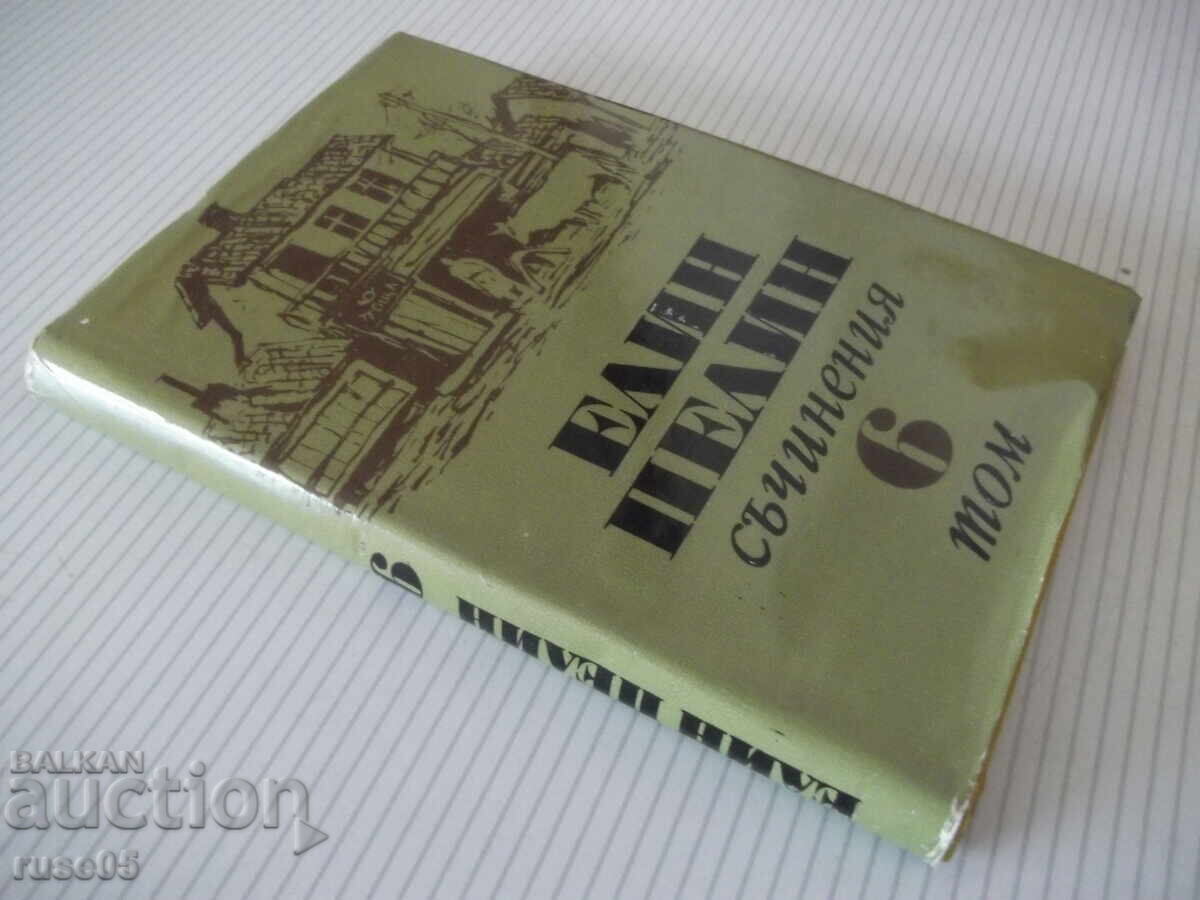 ЕЛИН
ПЕЛИН
съчинения
6
том
ЕЛИН ПЕЛИН 6
BALKAN
auction
ruse05